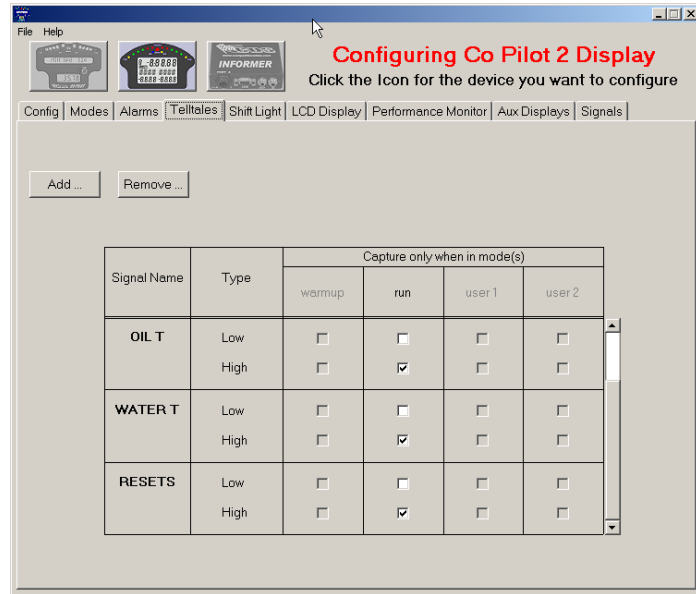 File Help
INFORMER
Configuring Co Pilot 2 Display
Click the Icon for the device you want to configure
Config Modes Alarms Telltales Shift Light LCD Display Performance Monitor Aux Displays Signals
Add ... Remove ...
Capture only when in mode(s)
Signal Name Type
warmup run user 1 user 2
OIL T Low
High
WATER T Low
High
RESETS Low
High